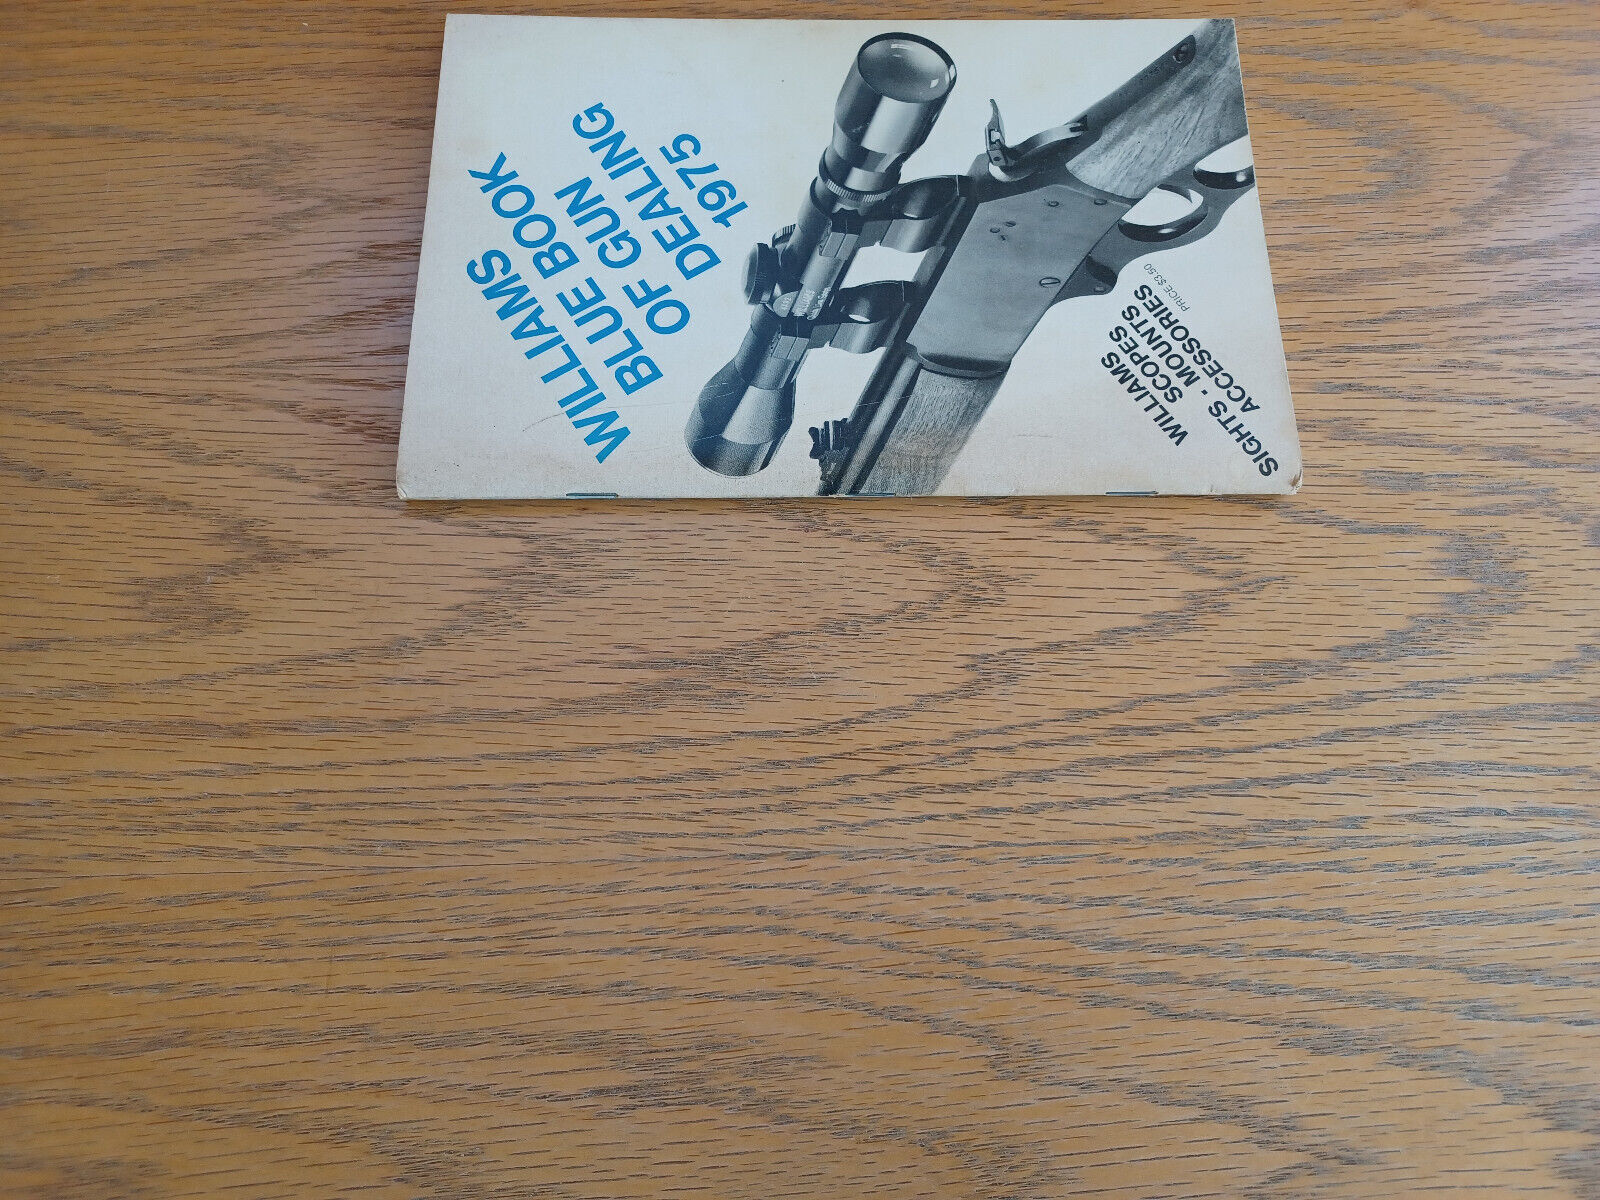 WILLIAMS
BLUE BOOK
OF GUN
DEALING
1975
WILLIAMS
SCOPES
SIGHTS - MOUNTS
ACCESSORIES
PRICE $3.50